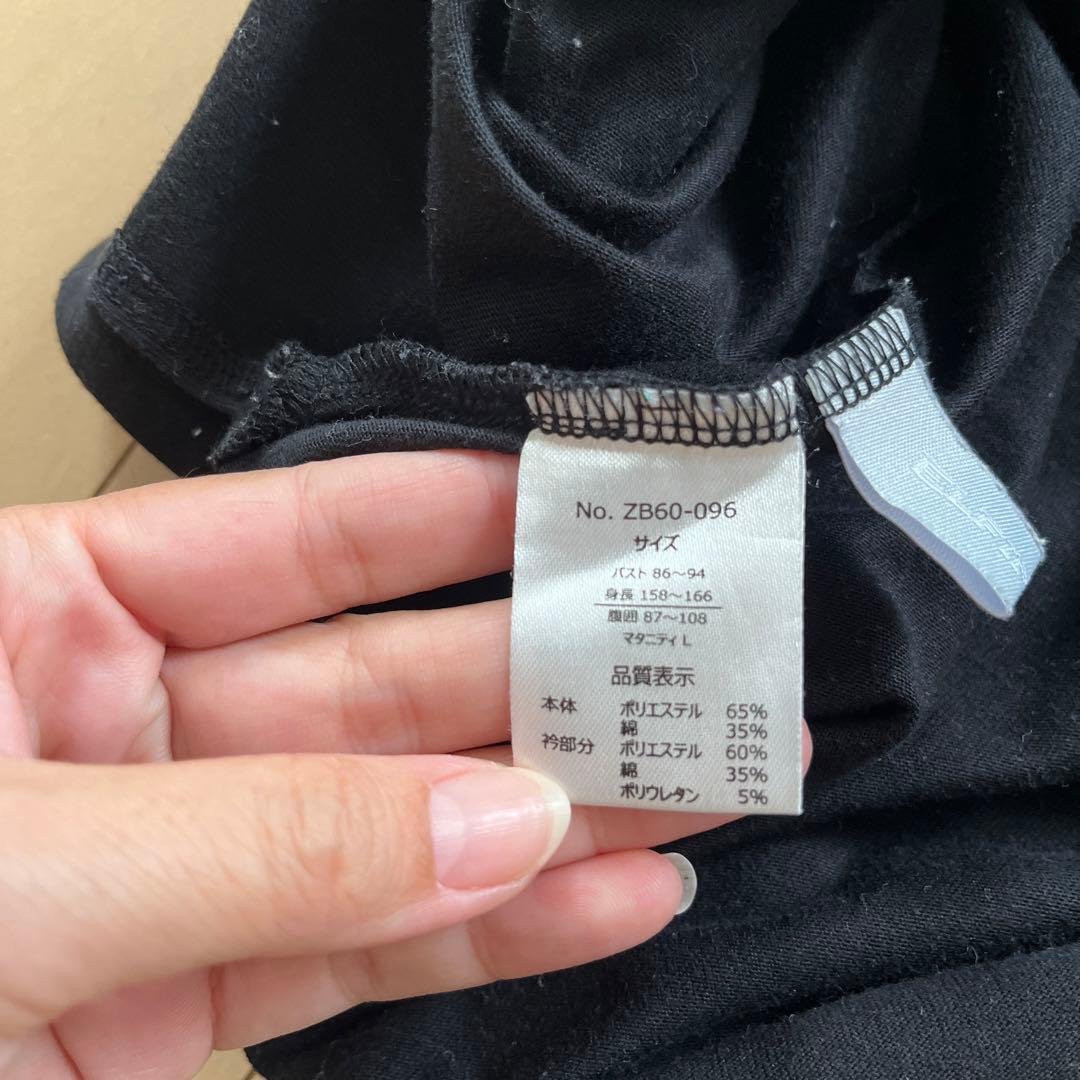 No. ZB60-096
サイズ
バスト 86～94
身長 158～166
腹囲 87～108
マタニティ L
品質表示
本体 ポリエステル 65%
綿 35%
衿部分 ポリエステル 60%
綿 35%
ポリウレタン 5%